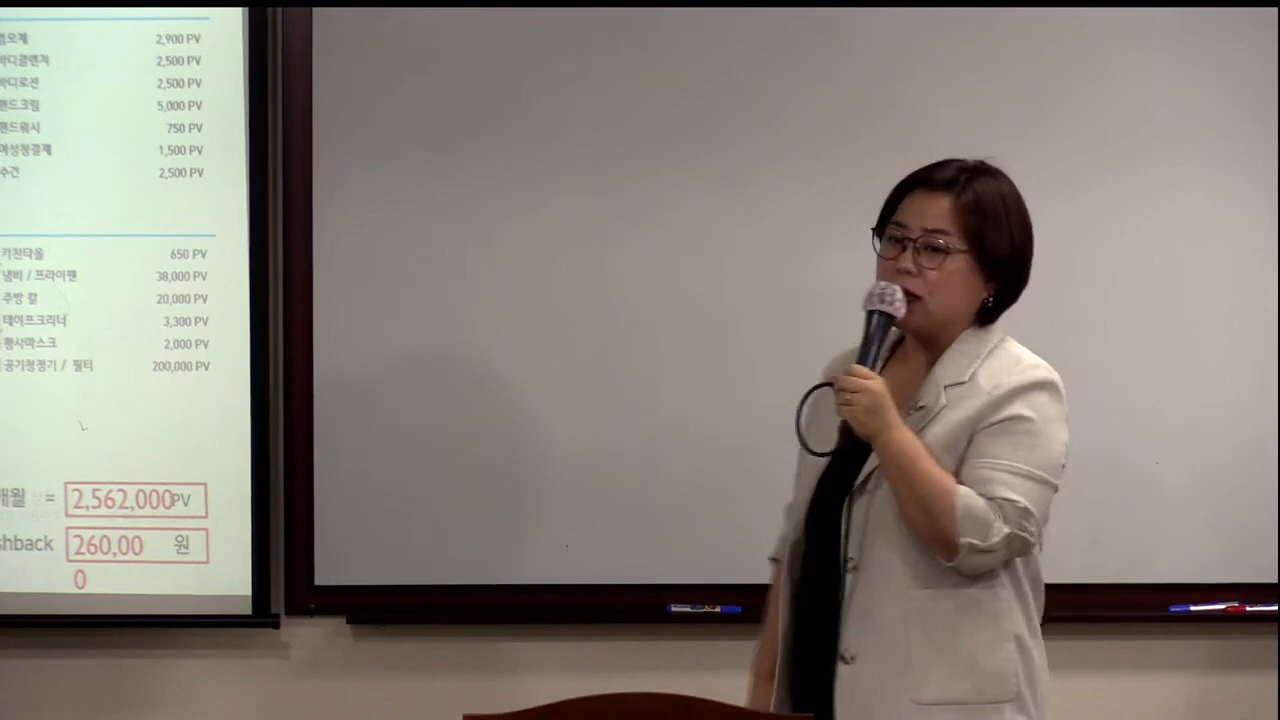 염모제 2,900 PV
바디클렌저 2,500 PV
바디로션 2,500 PV
핸드크림 5,000 PV
핸드워시 750 PV
여성청결제 1,500 PV
수건 2,500 PV
키친타올 650 PV
냄비 / 프라이팬 38,000 PV
주방 칼 20,000 PV
테이프크리너 3,300 PV
황사마스크 2,000 PV
공기청정기 / 필터 200,000 PV
개월 = 2,562,000PV
shback 260,00 원
0